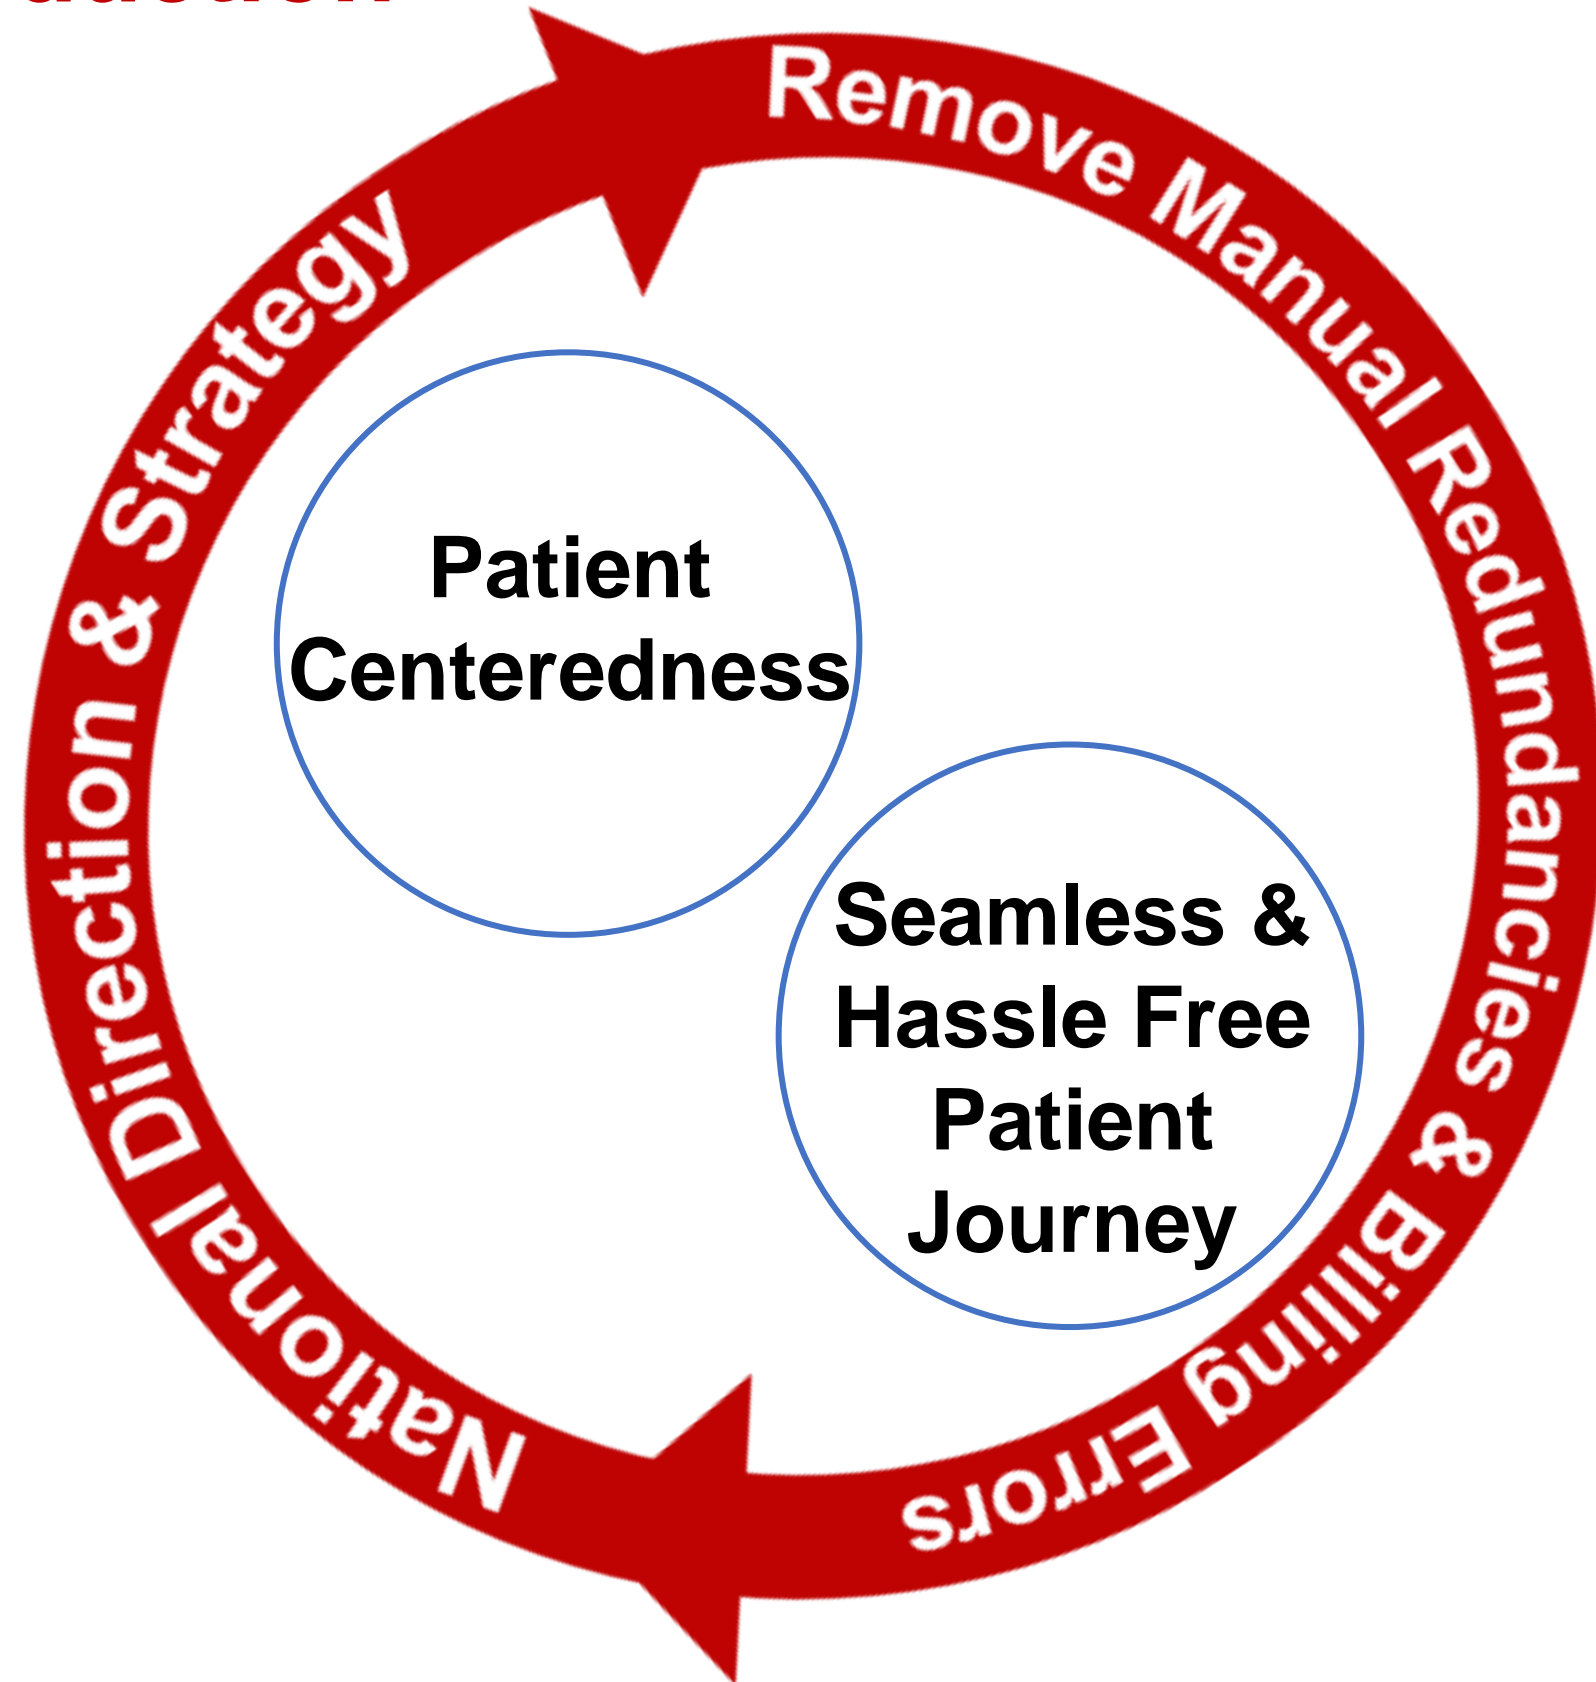 Remove Manual Redundancies & Billing Errors
National Direction & Strategy
Patient
Centeredness
Seamless &
Hassle Free
Patient
Journey